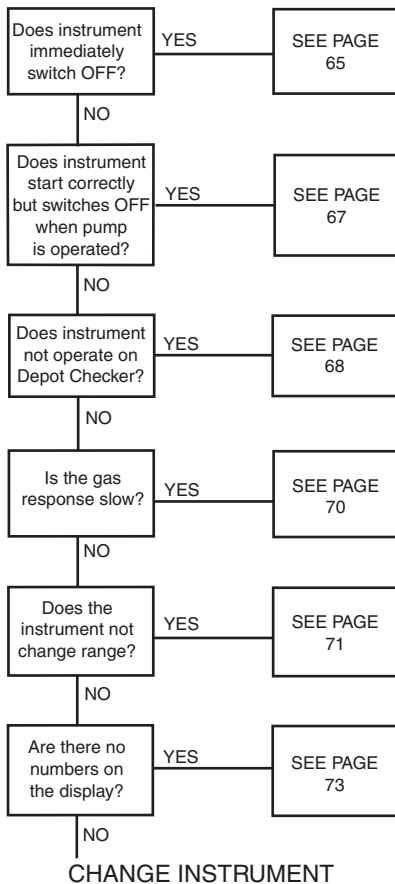 Does instrument
immediately
switch OFF?
YES
SEE PAGE
65
NO
Does instrument
start correctly
but switches OFF
when pump
is operated?
YES
SEE PAGE
67
NO
Does instrument
not operate on
Depot Checker?
YES
SEE PAGE
68
NO
Is the gas
response slow?
YES
SEE PAGE
70
NO
Does the
instrument not
change range?
YES
SEE PAGE
71
NO
Are there no
numbers on
the display?
YES
SEE PAGE
73
NO
CHANGE INSTRUMENT